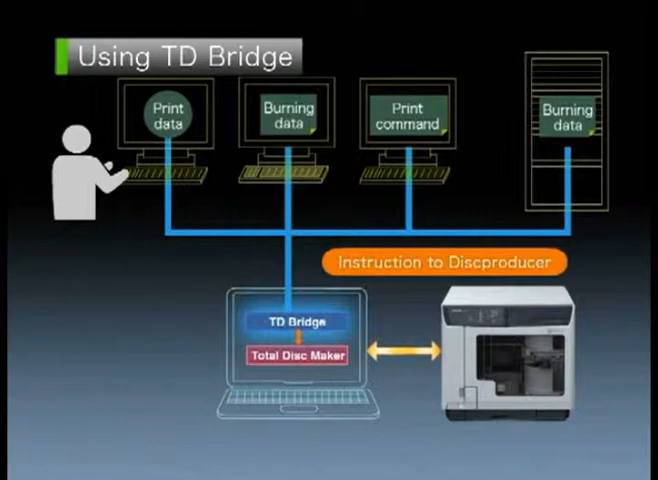 Using TD Bridge
Print
data
Burning
data
Print
command
Burning
data
Instruction to Discproducer
TD Bridge
Total Disc Maker